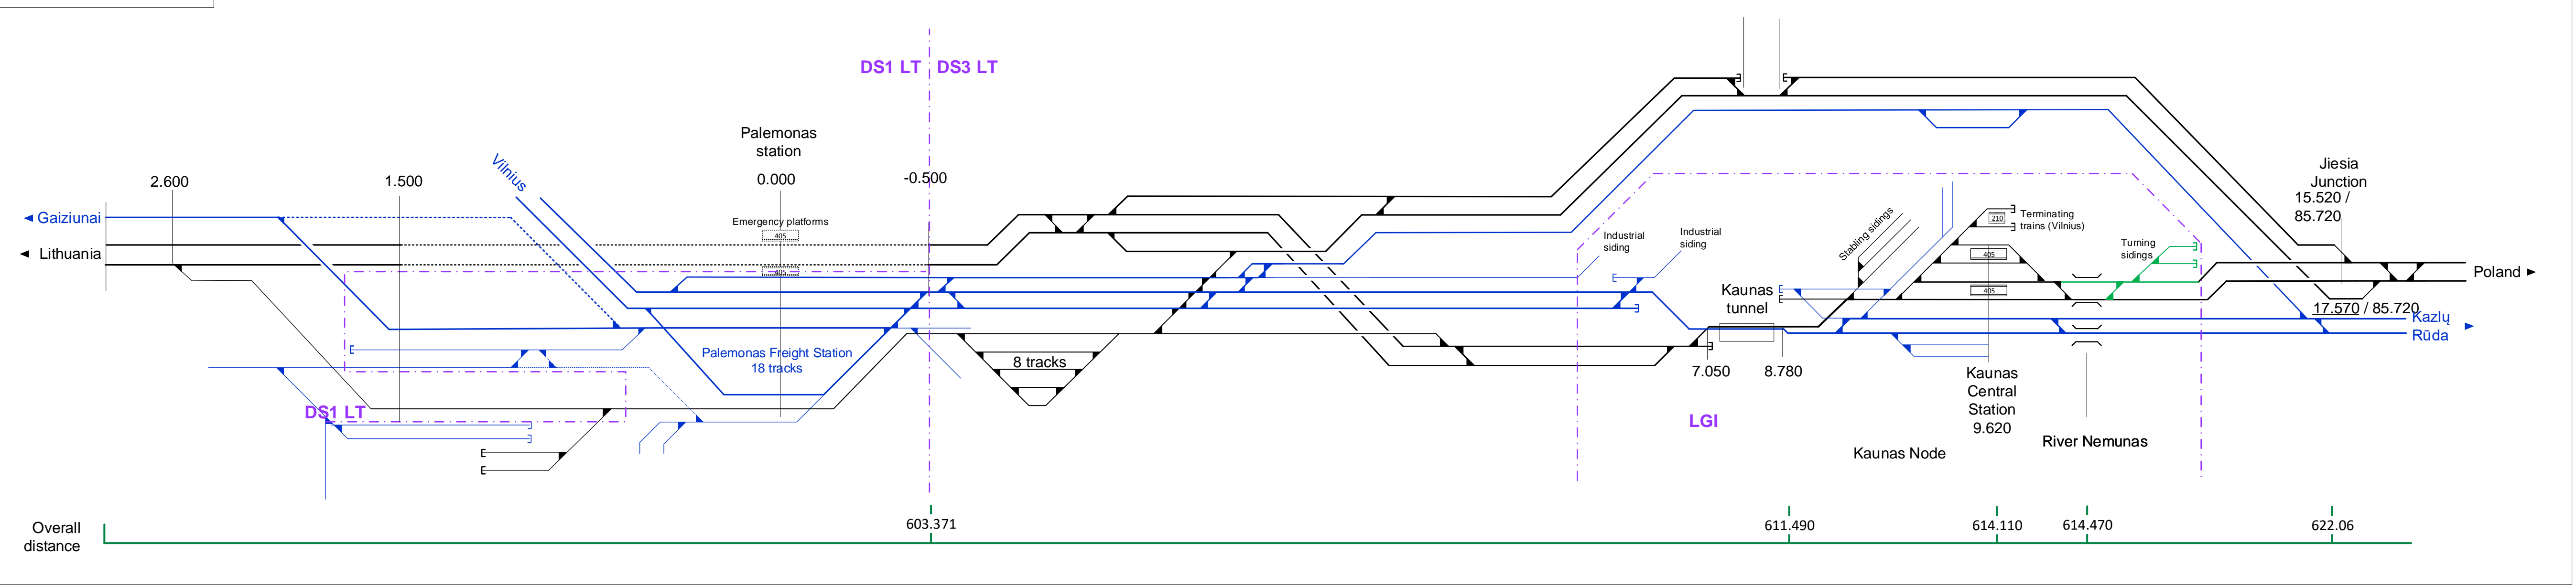 DS1 LT
DS3 LT
Palemonas
station
2.600
1.500
Vilnius
0.000
-0.500
Gaiziunai
Lithuania
Emergency platforms
405
405
Palemonas Freight Station
18 tracks
DS1 LT
8 tracks
Industrial
siding
Industrial
siding
Kaunas
tunnel
7.050
8.780
LGI
Stabling sidings
210
Terminating
trains (Vilnius)
405
405
Turning
sidings
Kaunas
Central
Station
9.620
Kaunas Node
River Nemunas
Jiesia
Junction
15.520 /
85.720
Poland
17.570 / 85.720
Kazlų
Rūda
Overall
distance
603.371
611.490
614.110
614.470
622.06